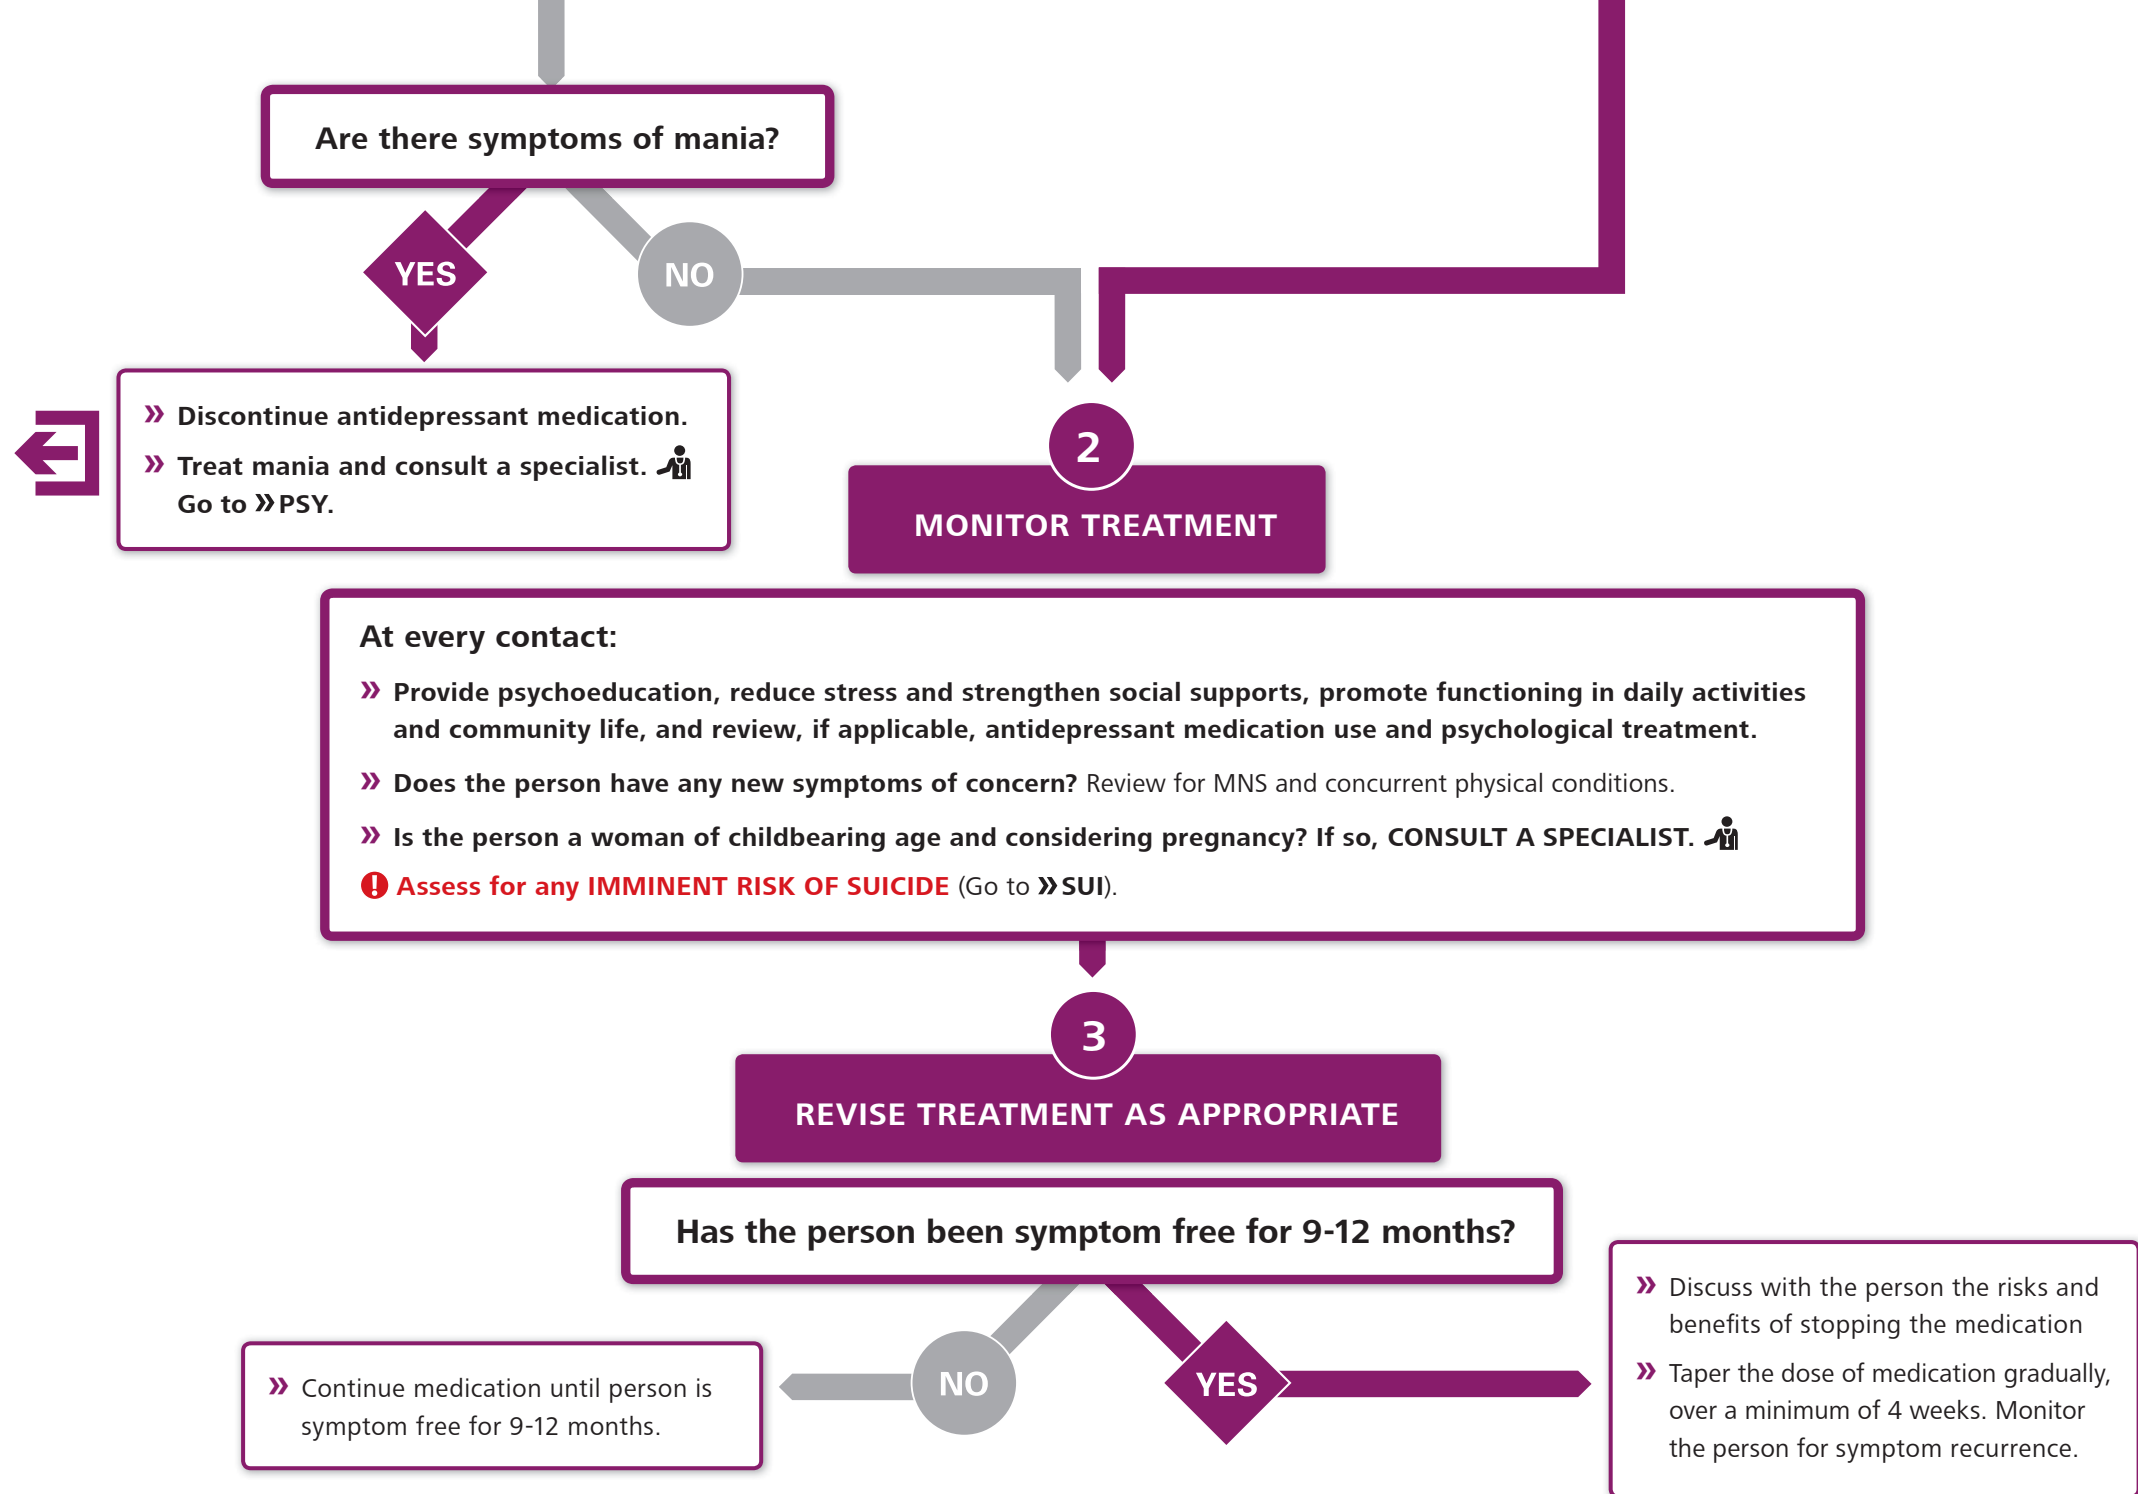 Are there symptoms of mania?
YES
NO
» Discontinue antidepressant medication.
» Treat mania and consult a specialist.
Go to »PSY.
2
MONITOR TREATMENT
At every contact:
» Provide psychoeducation, reduce stress and strengthen social supports, promote functioning in daily activities
and community life, and review, if applicable, antidepressant medication use and psychological treatment.
» Does the person have any new symptoms of concern? Review for MNS and concurrent physical conditions.
» Is the person a woman of childbearing age and considering pregnancy? If so, CONSULT A SPECIALIST.
! Assess for any IMMINENT RISK OF SUICIDE (Go to »SUI).
3
REVISE TREATMENT AS APPROPRIATE
Has the person been symptom free for 9-12 months?
NO
YES
» Continue medication until person is
symptom free for 9-12 months.
» Discuss with the person the risks and
benefits of stopping the medication
» Taper the dose of medication gradually,
over a minimum of 4 weeks. Monitor
the person for symptom recurrence.